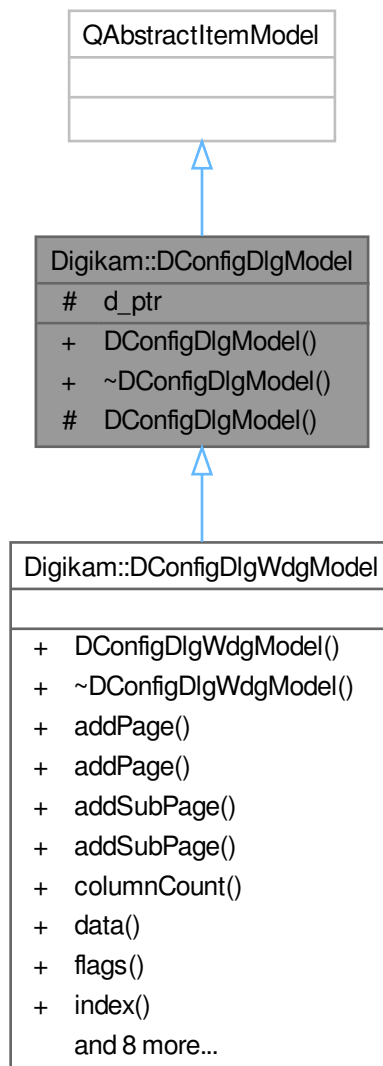 QAbstractItemModel
Digikam::DConfigDlgModel
# d_ptr
+ DConfigDlgModel()
+ ~DConfigDlgModel()
# DConfigDlgModel()
Digikam::DConfigDlgWdgModel
+ DConfigDlgWdgModel()
+ ~DConfigDlgWdgModel()
+ addPage()
+ addPage()
+ addSubPage()
+ addSubPage()
+ columnCount()
+ data()
+ flags()
+ index()
and 8 more...